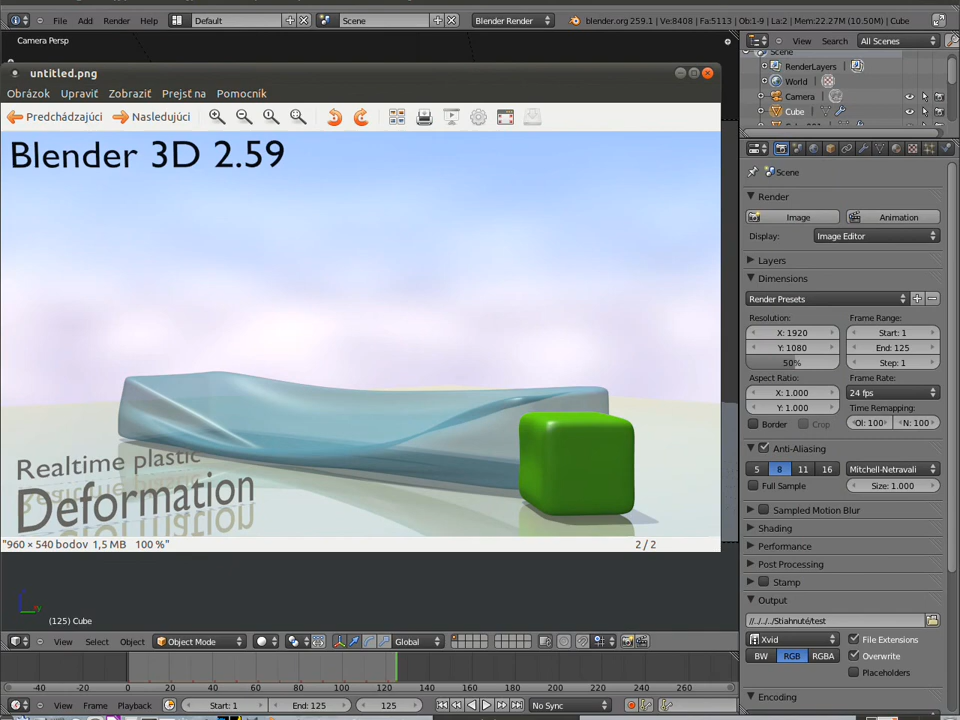 File Add Render Help Default Scene Blender Render blender.org 259.1 | Ve:8408 | Fa:5113 | Ob:1-9 | La:2 | Mem:22.27M (10.50M) | Cube
Camera Persp
View Search All Scenes
Scene
RenderLayers
World
Camera
Cube
untitled.png
Obrázok Upraviť Zobraziť Prejsť na Pomocník
Predchádzajúci Nasledujúci
Blender 3D 2.59
Realtime plastic
Deformation
"960 × 540 bodov 1,5 MB 100 %" 2 / 2
(125) Cube
View Select Object Object Mode Global
-40 -20 0 20 40 60 80 100 120 140 160 180 200 220 240 260
View Frame Playback Start: 1 End: 125 125 No Sync
Scene
Render
Image Animation
Display: Image Editor
Layers
Dimensions
Render Presets
Resolution: Frame Range:
X: 1920 Start: 1
Y: 1080 End: 125
50% Step: 1
Aspect Ratio: Frame Rate:
X: 1.000 24 fps
Y: 1.000 Time Remapping:
Border Crop Ol: 100 N: 100
Anti-Aliasing
5 8 11 16 Mitchell-Netravali
Full Sample Size: 1.000
Sampled Motion Blur
Shading
Performance
Post Processing
Stamp
Output
//../../../Stiahnuté/test
Xvid File Extensions
BW RGB RGBA Overwrite
Placeholders
Encoding